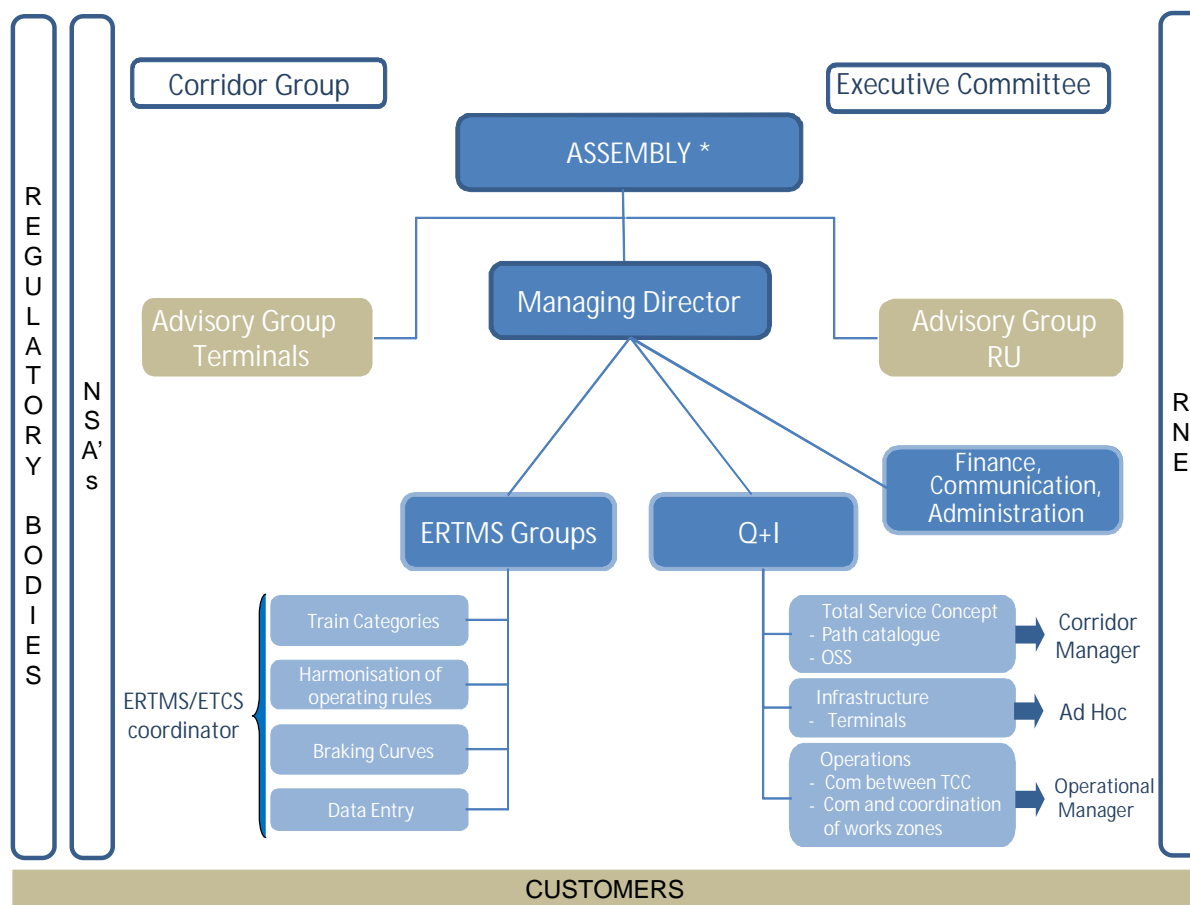 REGULATORY BODIES
NSA's
Corridor Group
Executive Committee
ASSEMBLY *
Managing Director
Advisory Group
Terminals
Advisory Group
RU
RNE
Finance,
Communication,
Administration
ERTMS Groups
Q+I
Train Categories
Harmonisation of
operating rules
Braking Curves
Data Entry
ERTMS/ETCS
coordinator
Total Service Concept
- Path catalogue
- OSS
Corridor
Manager
Infrastructure
- Terminals
Ad Hoc
Operations
- Com between TCC
- Com and coordination
of works zones
Operational
Manager
CUSTOMERS